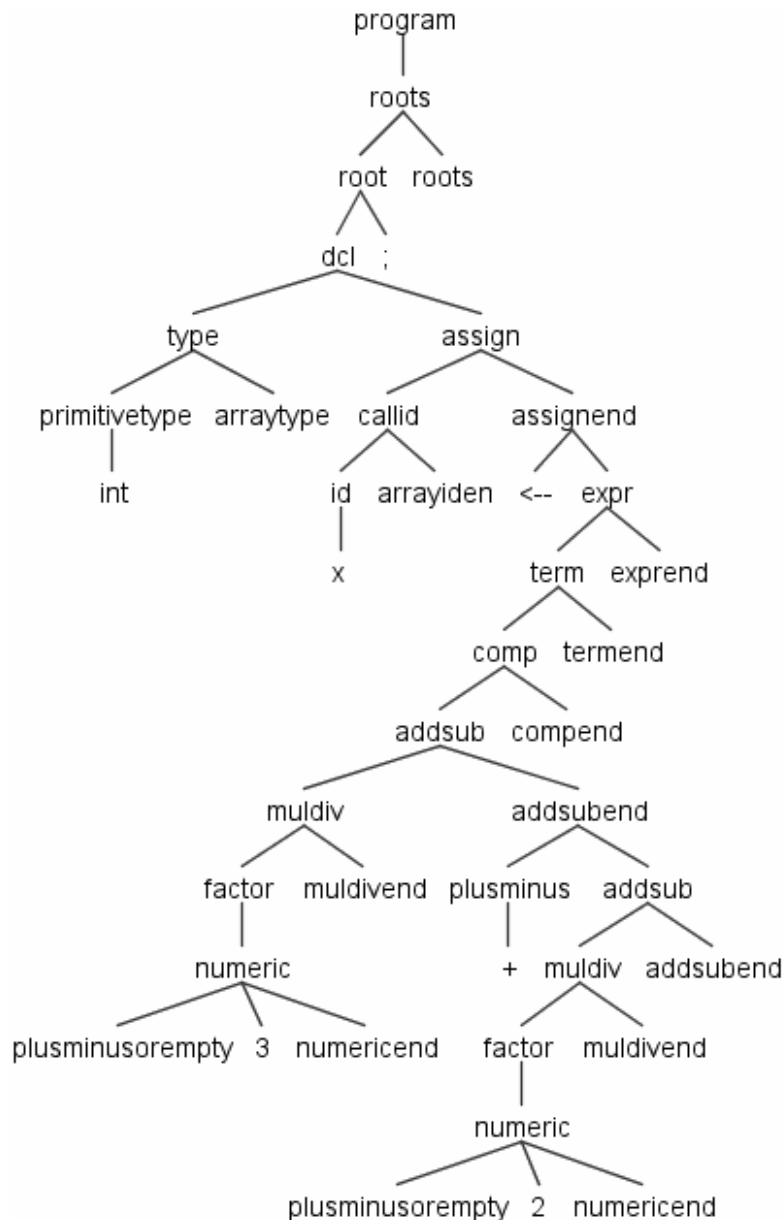 program
roots
root roots
dcl ;
type assign
primitivetype arraytype callid assignend
int id arrayiden <-- expr
x term exprend
comp termend
addsub compend
muldiv addsubend
factor muldivend plusminus addsub
numeric + muldiv addsubend
plusminusorempty 3 numericend factor muldivend
numeric
plusminusorempty 2 numericend